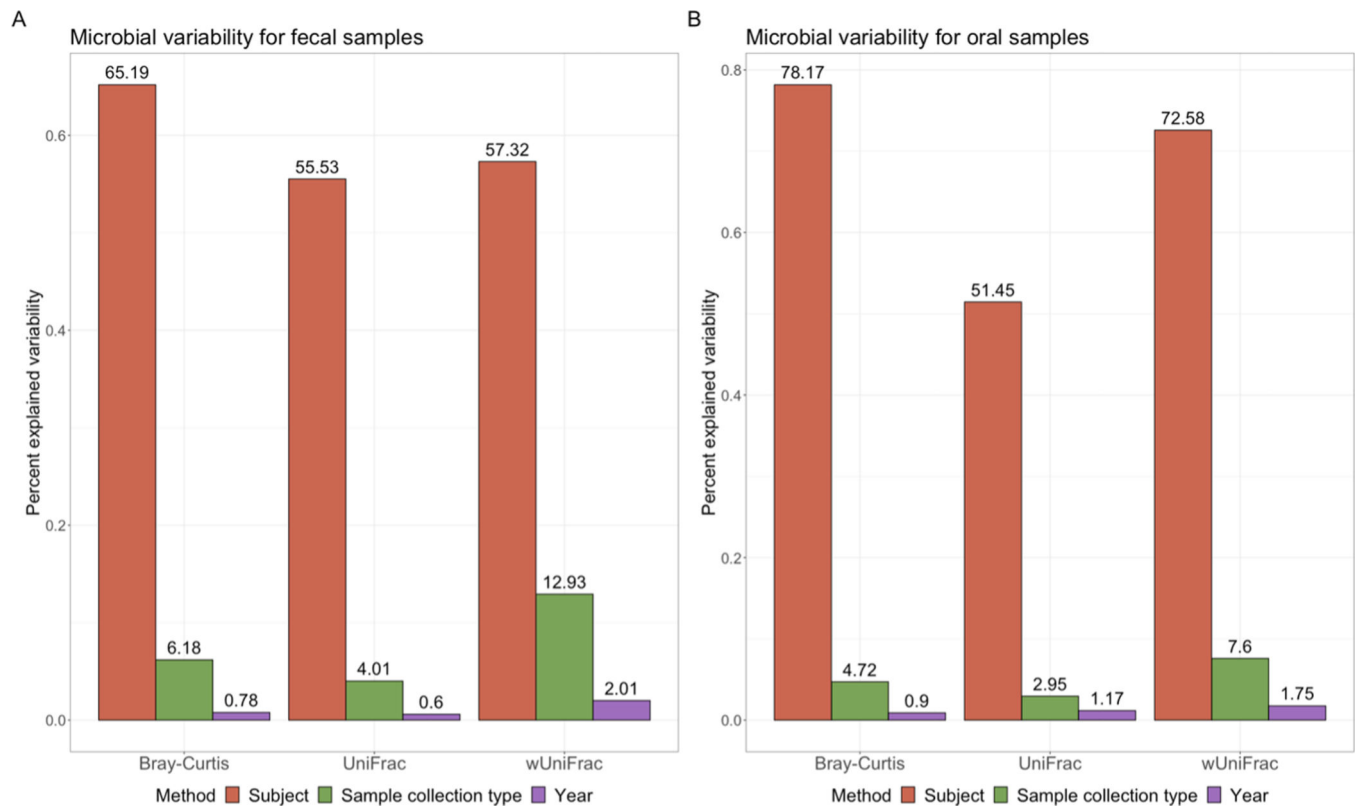 A
Microbial variability for fecal samples
Percent explained variability
0.6
0.4
0.2
0.0
65.19
6.18
0.78
55.53
4.01
0.6
57.32
12.93
2.01
Bray-Curtis
UniFrac
wUniFrac
Method Subject Sample collection type Year
B
Microbial variability for oral samples
Percent explained variability
0.8
0.6
0.4
0.2
0.0
78.17
4.72
0.9
51.45
2.95
1.17
72.58
7.6
1.75
Bray-Curtis
UniFrac
wUniFrac
Method Subject Sample collection type Year